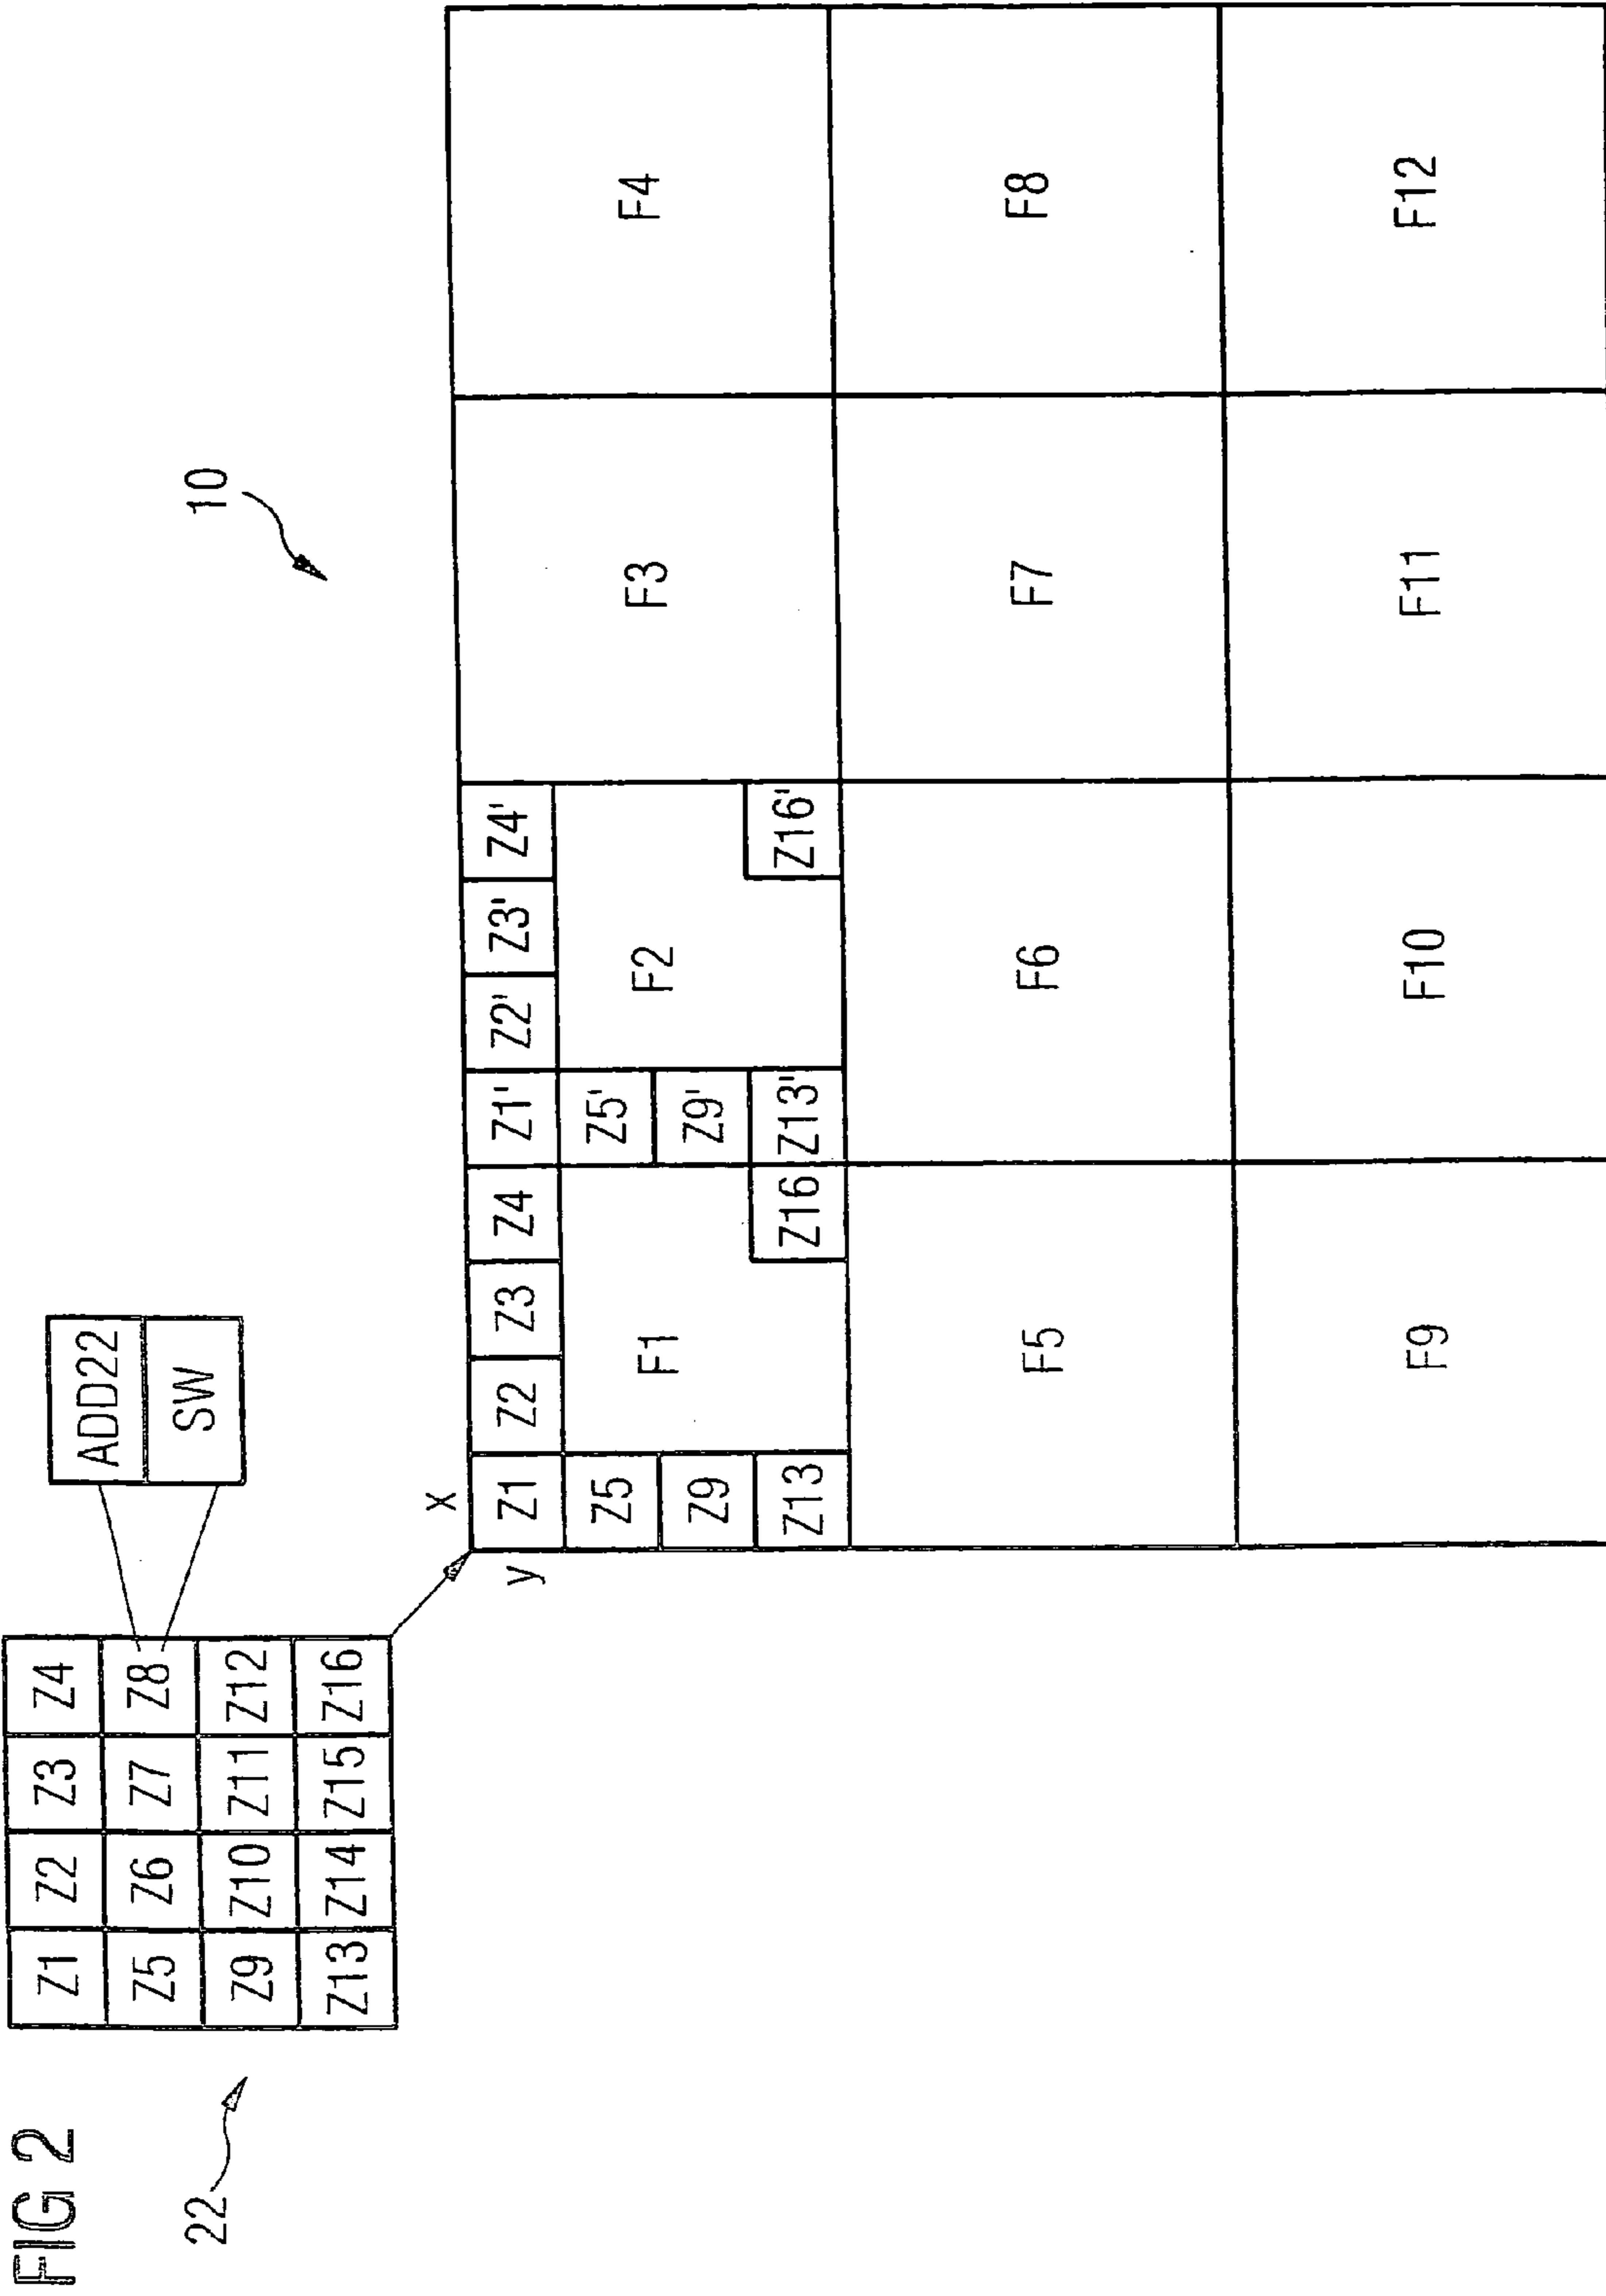 FIG 2
22
Z1 Z2 Z3 Z4
Z5 Z6 Z7 Z8
Z9 Z10 Z11 Z12
Z13 Z14 Z15 Z16
ADD22
SW
10
x
y
Z1 Z2 Z3 Z4 Z1' Z2' Z3' Z4'
Z5 Z5'
Z9 Z9'
Z13 Z16 Z13' Z16'
F1 F2 F3 F4
F5 F6 F7 F8
F9 F10 F11 F12